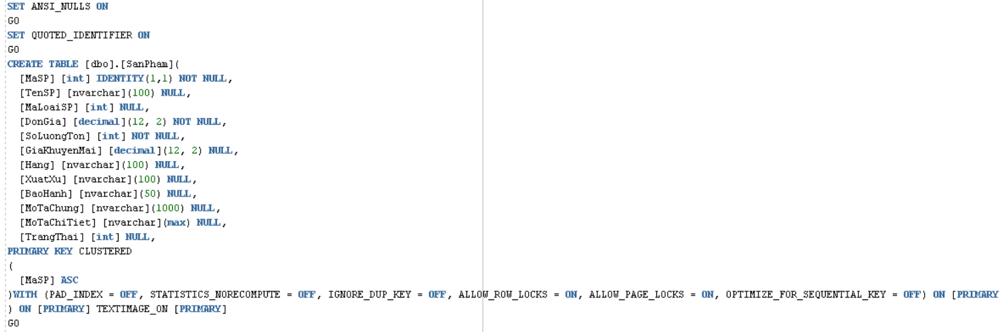 SET ANSI_NULLS ON
GO
SET QUOTED_IDENTIFIER ON
GO
CREATE TABLE [dbo].[SanPham](
  [MaSP] [int] IDENTITY(1,1) NOT NULL,
  [TenSP] [nvarchar](100) NULL,
  [MaLoaiSP] [int] NULL,
  [DonGia] [decimal](12, 2) NOT NULL,
  [SoLuongTon] [int] NOT NULL,
  [GiaKhuyenMai] [decimal](12, 2) NULL,
  [Hang] [nvarchar](100) NULL,
  [XuatXu] [nvarchar](100) NULL,
  [BaoHanh] [nvarchar](50) NULL,
  [MoTaChung] [nvarchar](1000) NULL,
  [MoTaChiTiet] [nvarchar](max) NULL,
  [TrangThai] [int] NULL,
PRIMARY KEY CLUSTERED
(
  [MaSP] ASC
)WITH (PAD_INDEX = OFF, STATISTICS_NORECOMPUTE = OFF, IGNORE_DUP_KEY = OFF, ALLOW_ROW_LOCKS = ON, ALLOW_PAGE_LOCKS = ON, OPTIMIZE_FOR_SEQUENTIAL_KEY = OFF) ON [PRIMARY
) ON [PRIMARY] TEXTIMAGE_ON [PRIMARY]
GO